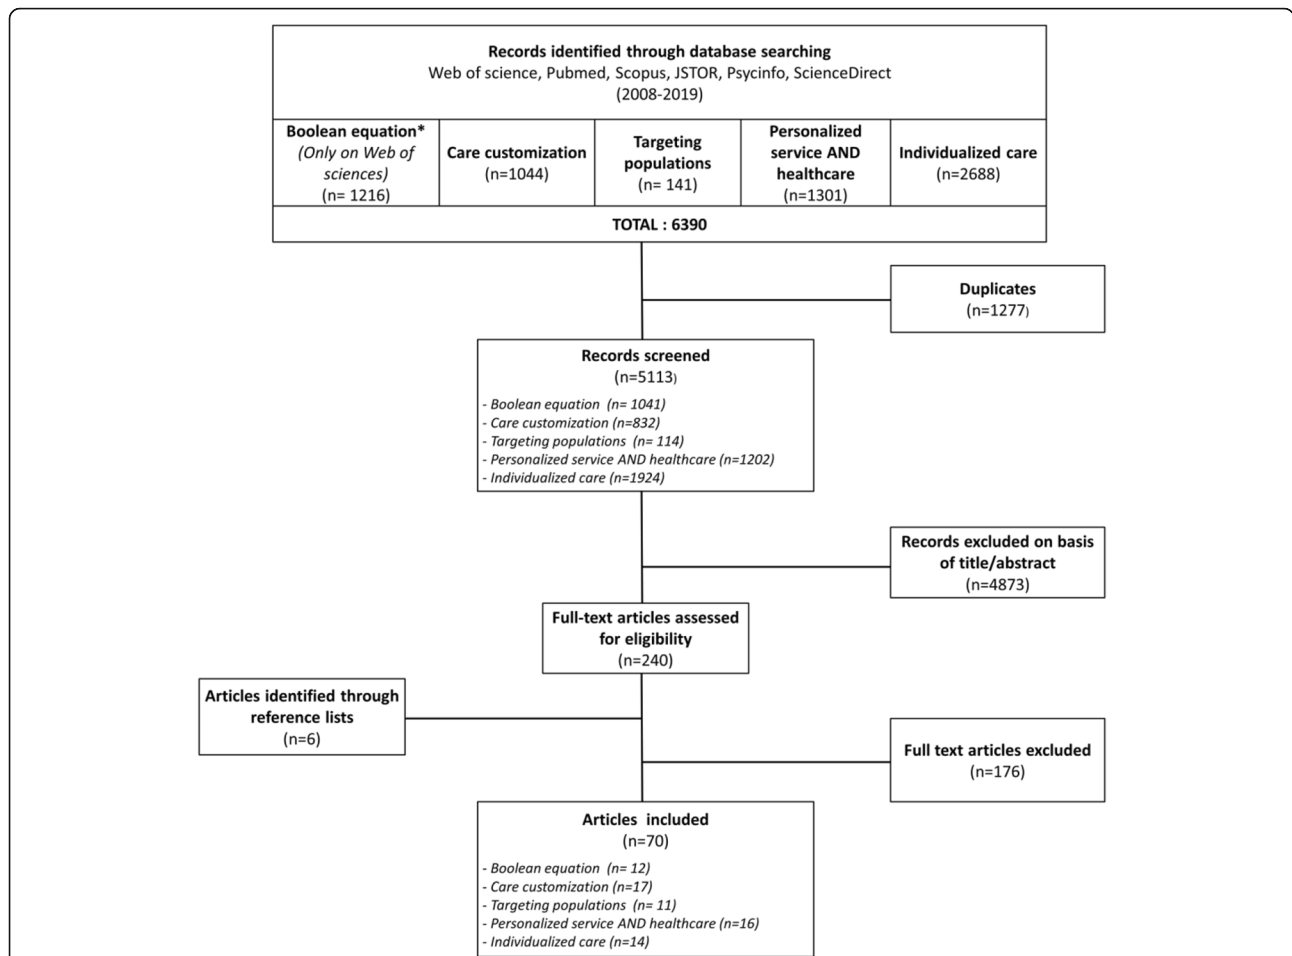 Records identified through database searching
Web of science, Pubmed, Scopus, JSTOR, Psycinfo, ScienceDirect
(2008-2019)
Boolean equation*
(Only on Web of
sciences)
(n= 1216)
Care customization
(n=1044)
Targeting
populations
(n= 141)
Personalized
service AND
healthcare
(n=1301)
Individualized care
(n=2688)
TOTAL : 6390
Duplicates
(n=1277)
Records screened
(n=5113)
- Boolean equation (n= 1041)
- Care customization (n=832)
- Targeting populations (n= 114)
- Personalized service AND healthcare (n=1202)
- Individualized care (n=1924)
Records excluded on basis
of title/abstract
(n=4873)
Full-text articles assessed
for eligibility
(n=240)
Articles identified through
reference lists
(n=6)
Full text articles excluded
(n=176)
Articles included
(n=70)
- Boolean equation (n= 12)
- Care customization (n=17)
- Targeting populations (n= 11)
- Personalized service AND healthcare (n=16)
- Individualized care (n=14)